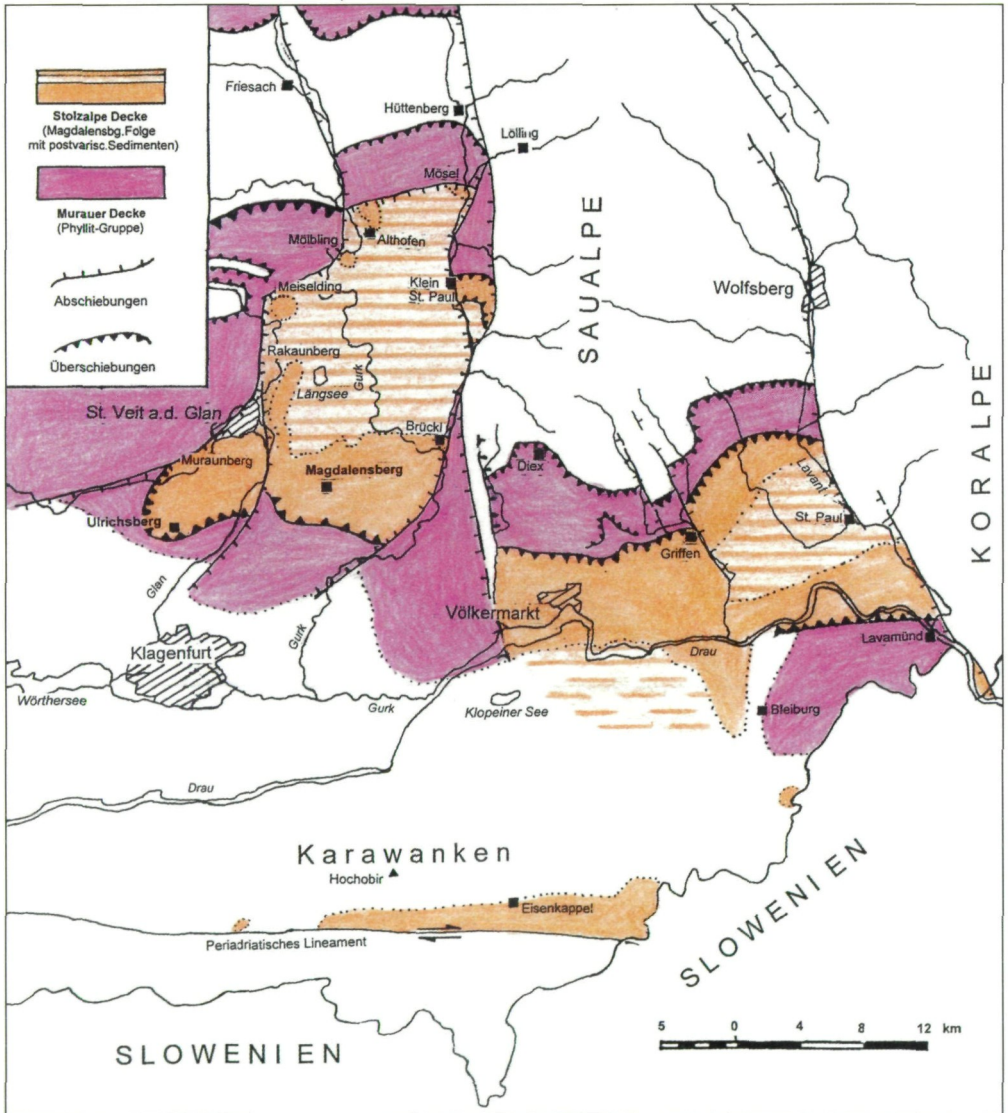 Stolzalpe Decke
(Magdalensbg.Folge
mit postvarisc.Sedimenten)
Murauer Decke
(Phyllit-Gruppe)
Abschiebungen
Überschiebungen
Friesach
Hüttenberg
Lölling
Mösel
Mölbling
Althofen
Meiselding
Klein
St. Paul
Rakaunberg
Längsee
Gurk
St. Veit a.d. Glan
Brückl
Muraunberg
Magdalensberg
Ulrichsberg
SAUALPE
Wolfsberg
KORALPE
Diex
Lavant
St. Paul
Griffen
Glan
Gurk
Völkermarkt
Klagenfurt
Drau
Lavamünd
Wörthersee
Gurk
Klopeiner See
Bleiburg
Drau
Karawanken
Hochobir
Eisenkappel
Periadriatisches Lineament
SLOWENIEN
SLOWENIEN
5 0 4 8 12 km